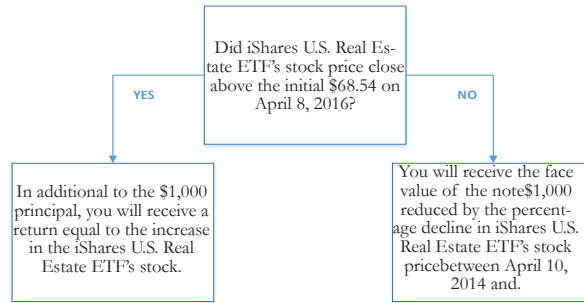 Did iShares U.S. Real Es-
tate ETF's stock price close
above the initial $68.54 on
April 8, 2016?
YES
NO
In additional to the $1,000
principal, you will receive a
return equal to the increase
in the iShares U.S. Real
Estate ETF's stock.
You will receive the face
value of the note$1,000
reduced by the percent-
age decline in iShares U.S.
Real Estate ETF's stock
pricebetween April 10,
2014 and.